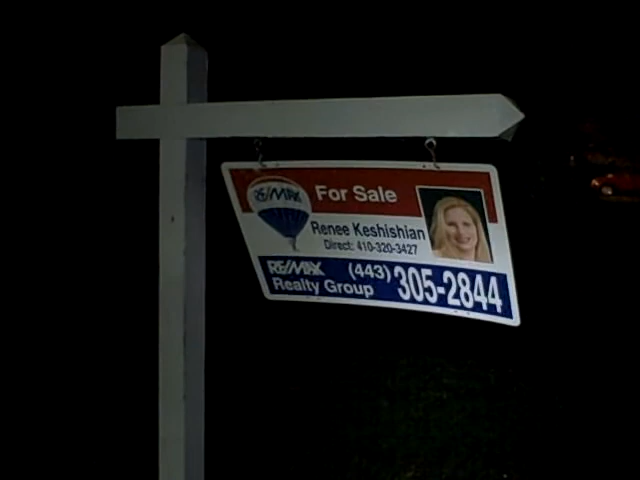 RE/MAX
For Sale
Renee Keshishian
Direct: 410-320-3427
RE/MAX
Realty Group
(443) 305-2844